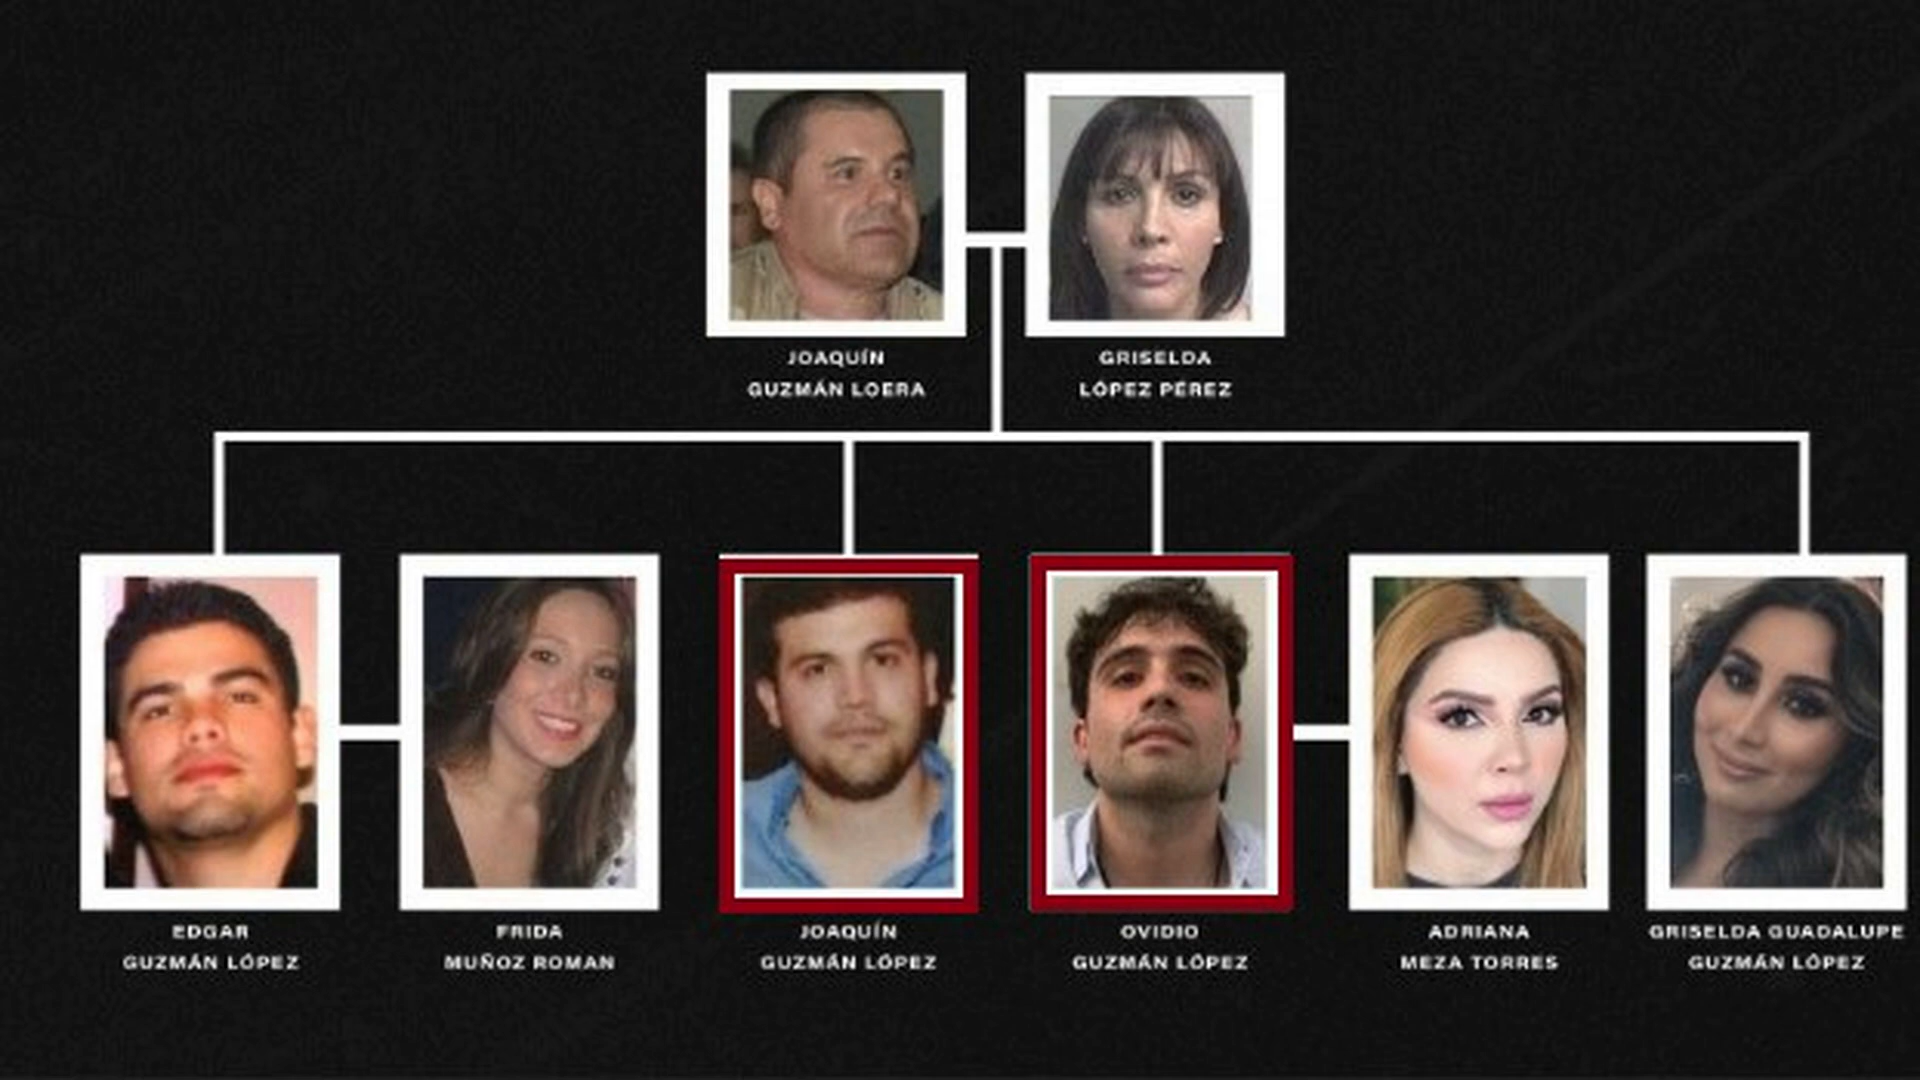 JOAQUÍN
GUZMÁN LOERA
GRISELDA
LÓPEZ PÉREZ
EDGAR
GUZMÁN LÓPEZ
FRIDA
MUÑOZ ROMAN
JOAQUÍN
GUZMÁN LÓPEZ
OVIDIO
GUZMÁN LÓPEZ
ADRIANA
MEZA TORRES
GRISELDA GUADALUPE
GUZMÁN LÓPEZ